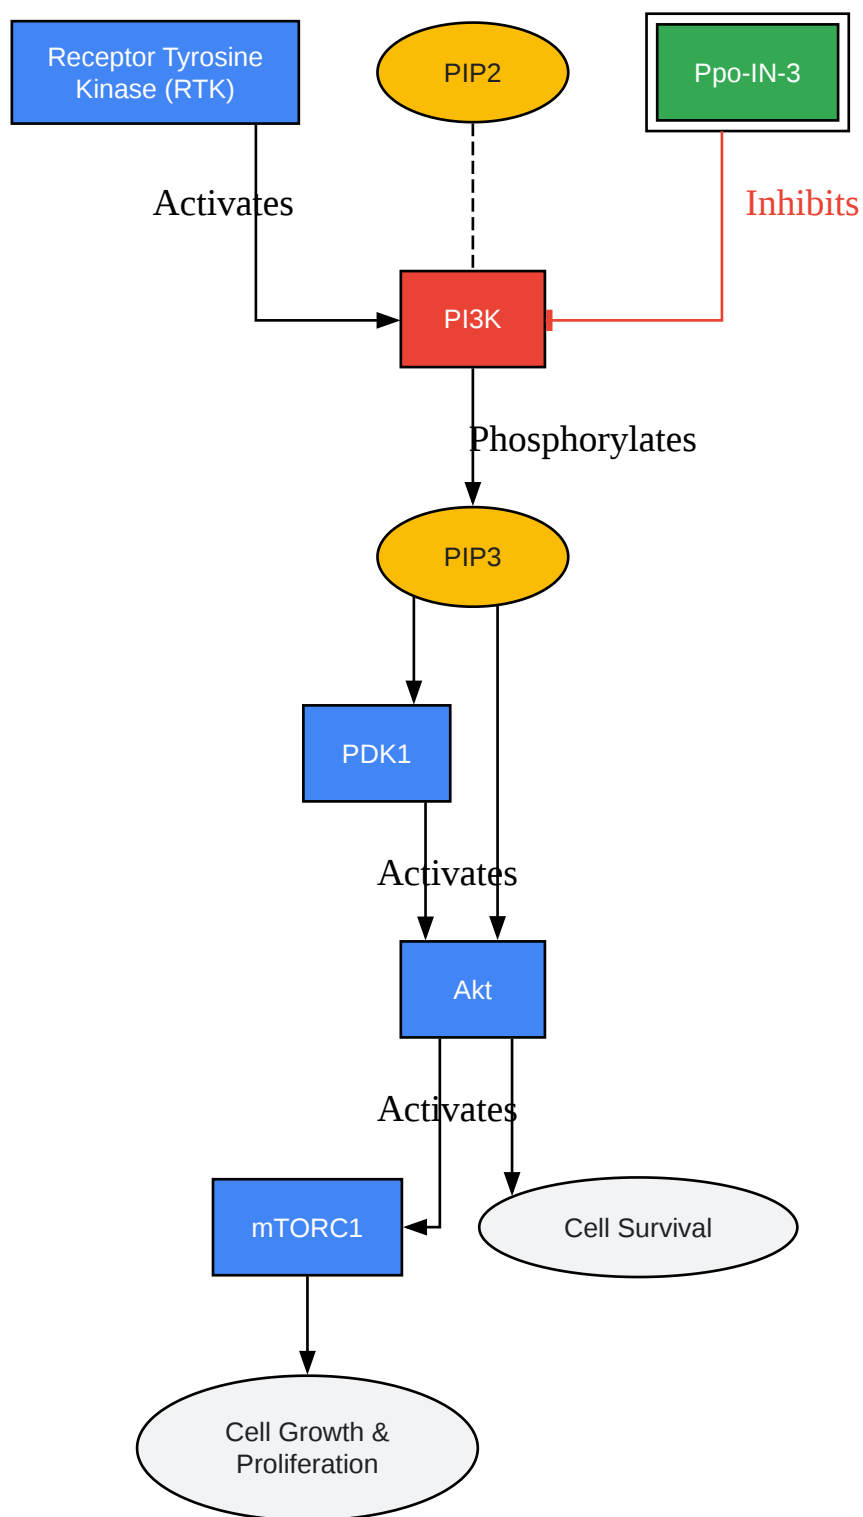 Receptor Tyrosine
Kinase (RTK)
PIP2
Ppo-IN-3
Activates
Inhibits
PI3K
Phosphorylates
PIP3
PDK1
Activates
Akt
Activates
mTORC1
Cell Survival
Cell Growth &
Proliferation